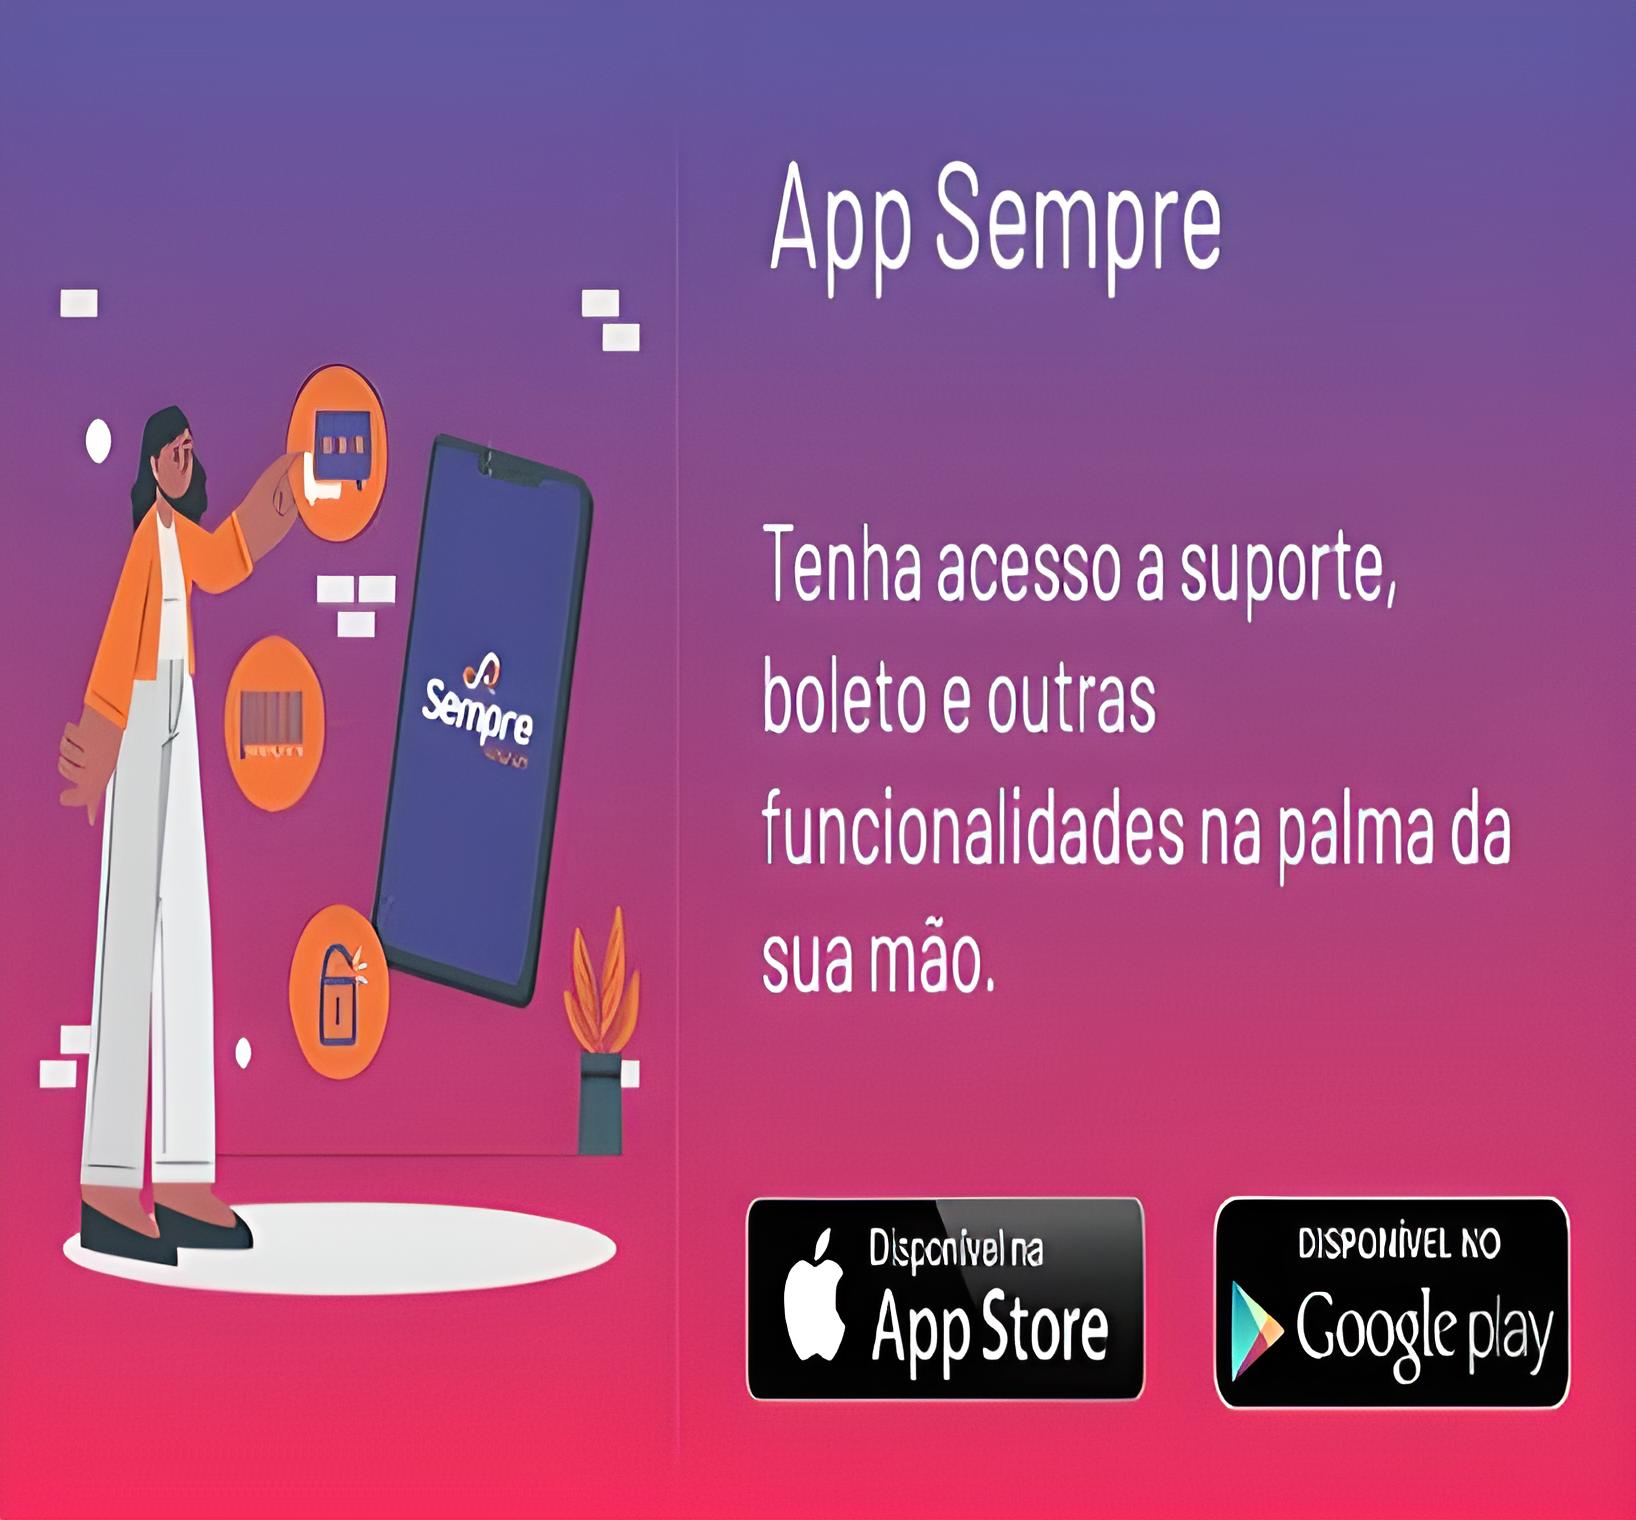 App Sempre
Tenha acesso a suporte,
boleto e outras
funcionalidades na palma da
sua mão.
Sempre
Disponível na
App Store
DISPONÍVEL NO
Google play